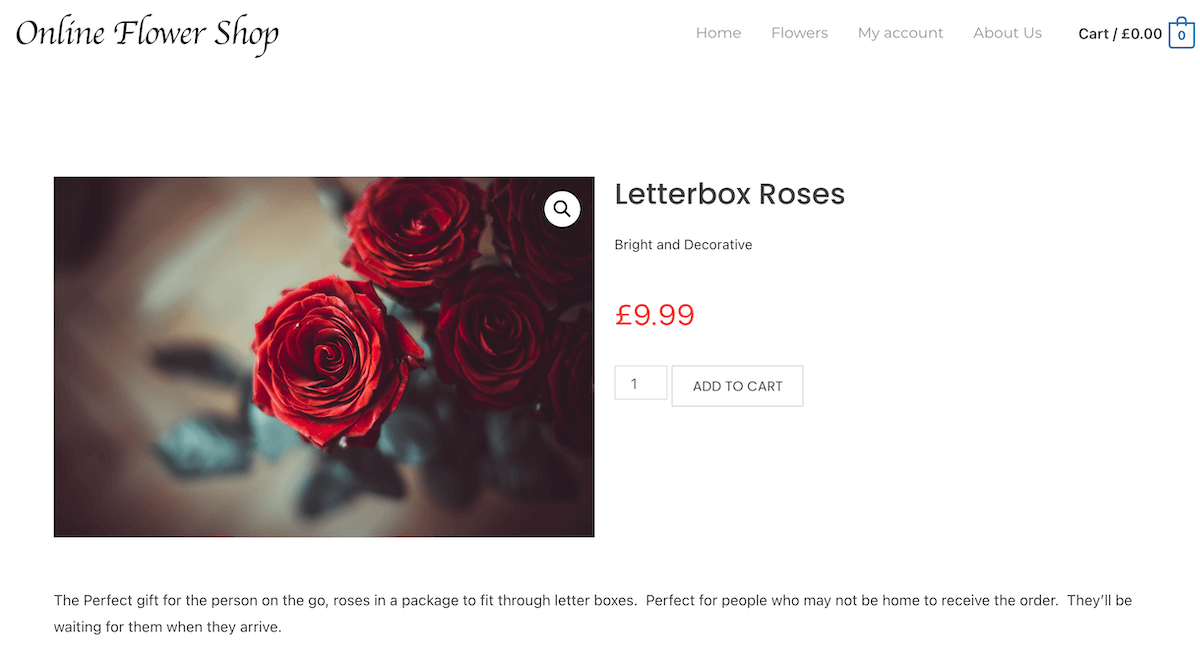 Online Flower Shop
Home Flowers My account About Us Cart / £0.00 0
Letterbox Roses
Bright and Decorative
£9.99
1 ADD TO CART
The Perfect gift for the person on the go, roses in a package to fit through letter boxes.  Perfect for people who may not be home to receive the order.  They’ll be
waiting for them when they arrive.